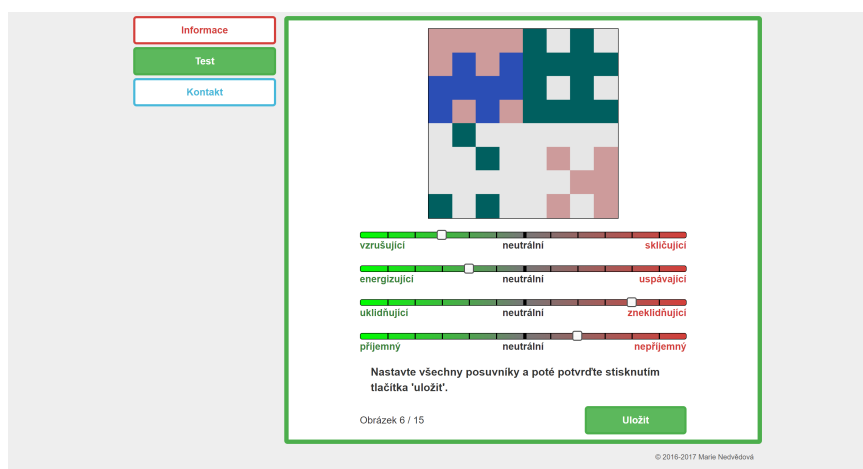 Informace
Test
Kontakt
vzrušující neutrální skličující
energizující neutrální uspávající
uklidňující neutrální zneklidňující
příjemný neutrální nepříjemný
Nastavte všechny posuvníky a poté potvrďte stisknutím
tlačítka 'uložit'.
Obrázek 6 / 15 Uložit
© 2016-2017 Marie Nedvědová